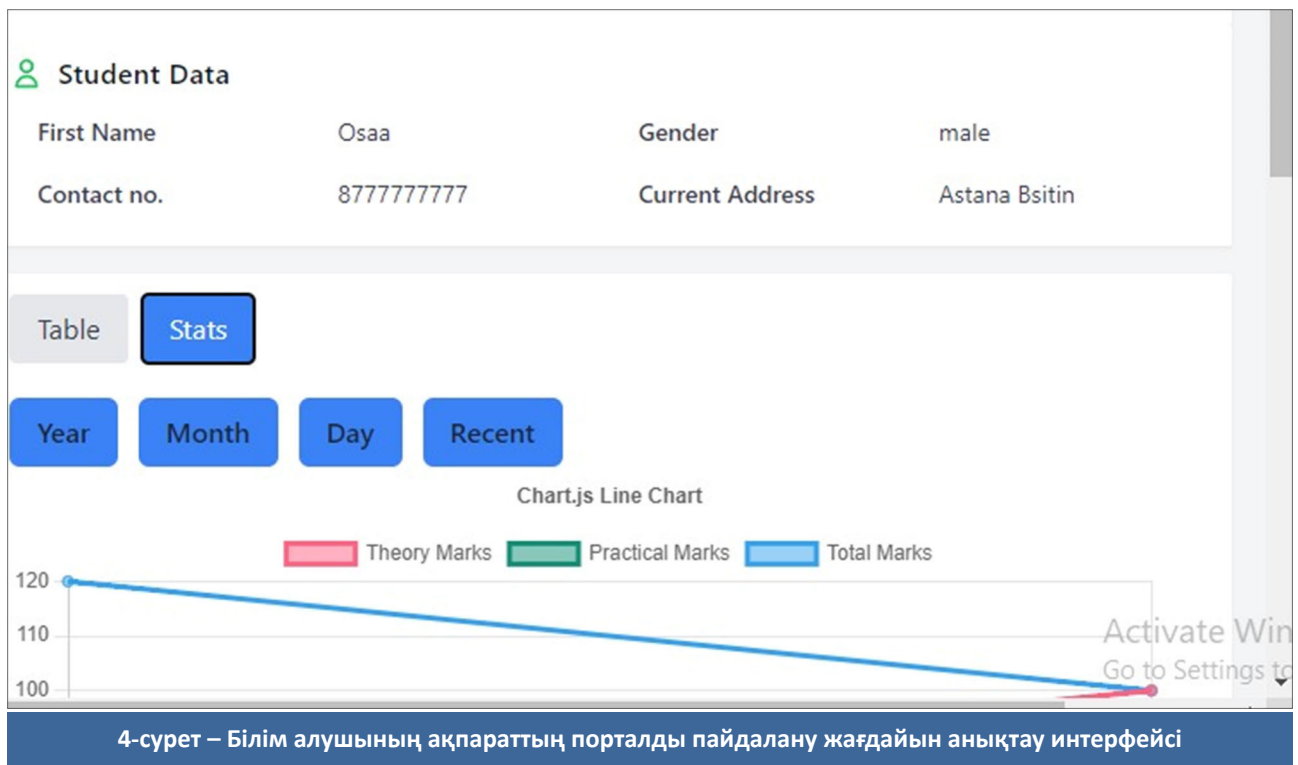 Student Data
First Name Osaa Gender male
Contact no. 8777777777 Current Address Astana Bsitin
Table Stats
Year Month Day Recent
Chart.js Line Chart
Theory Marks Practical Marks Total Marks
120
110
100
Activate Win
Go to Settings to
4-сурет – Білім алушының ақпараттың порталды пайдалану жағдайын анықтау интерфейсі